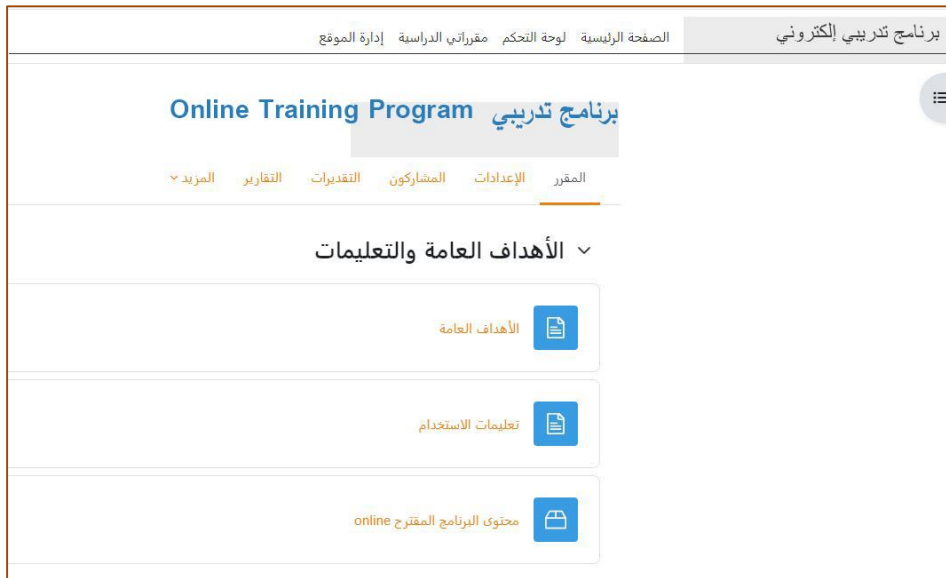 برنامج تدريبي إلكتروني
الصفحة الرئيسية لوحة التحكم مقرراتي الدراسية إدارة الموقع
برنامج تدريبي Online Training Program
المقرر الإعدادات المشاركون التقديرات التقارير المزيد
الأهداف العامة والتعليمات
الأهداف العامة
تعليمات الاستخدام
محتوى البرنامج المقترح online